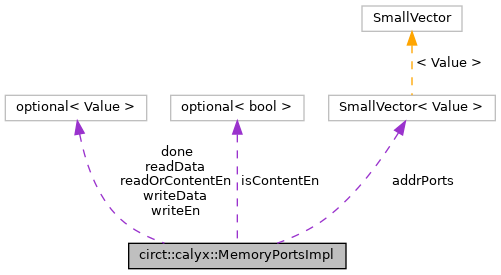 SmallVector
< Value >
optional< Value >
optional< bool >
SmallVector< Value >
done
readData
readOrContentEn
writeData
writeEn
isContentEn
addrPorts
circt::calyx::MemoryPortsImpl